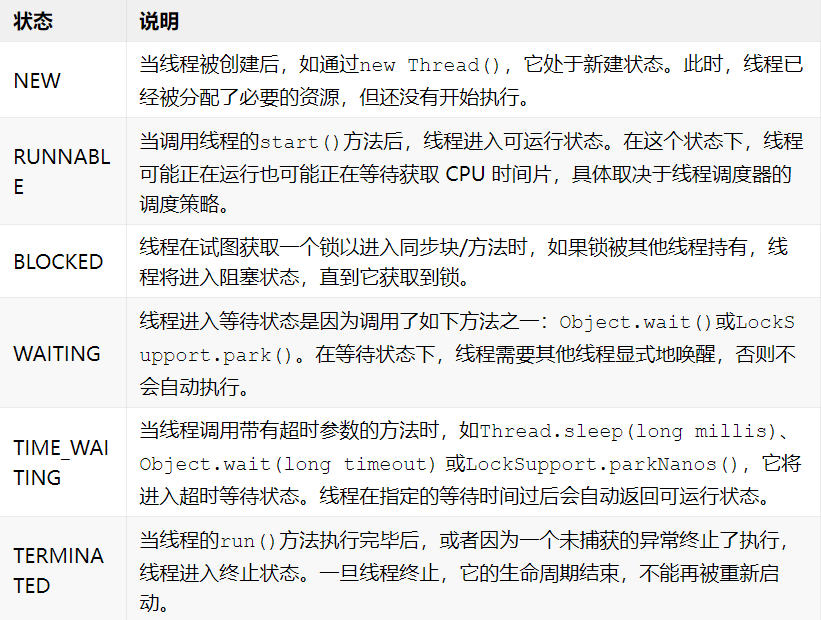 状态 说明
NEW
当线程被创建后，如通过new Thread()，它处于新建状态。此时，线程已
经被分配了必要的资源，但还没有开始执行。
RUNNABL
E
当调用线程的start()方法后，线程进入可运行状态。在这个状态下，线程
可能正在运行也可能正在等待获取 CPU 时间片，具体取决于线程调度器的
调度策略。
BLOCKED
线程在试图获取一个锁以进入同步块/方法时，如果锁被其他线程持有，线
程将进入阻塞状态，直到它获取到锁。
WAITING
线程进入等待状态是因为调用了如下方法之一：Object.wait()或LockS
upport.park()。在等待状态下，线程需要其他线程显式地唤醒，否则不
会自动执行。
TIME_WAI
TING
当线程调用带有超时参数的方法时，如Thread.sleep(long millis)、
Object.wait(long timeout) 或LockSupport.parkNanos()，它将
进入超时等待状态。线程在指定的等待时间过后会自动返回可运行状态。
TERMINA
TED
当线程的run()方法执行完毕后，或者因为一个未捕获的异常终止了执行，
线程进入终止状态。一旦线程终止，它的生命周期结束，不能再被重新启
动。